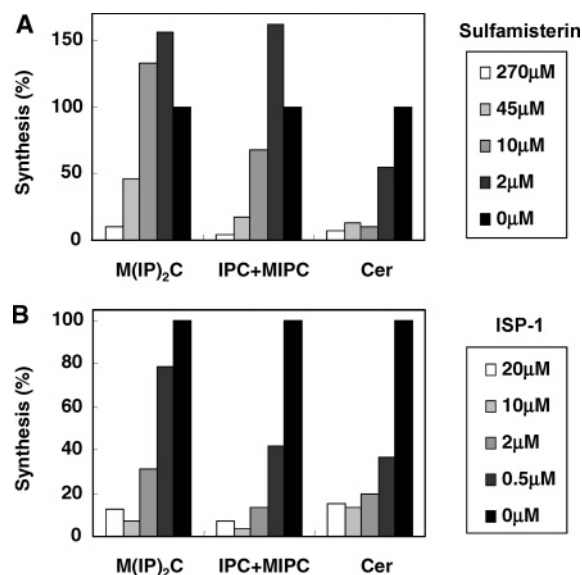 A
Sulfamisterin
Synthesis (%)
150
100
50
0
M(IP)₂C IPC+MIPC Cer
270μM
45μM
10μM
2μM
0μM
B
ISP-1
Synthesis (%)
100
80
60
40
20
0
M(IP)₂C IPC+MIPC Cer
20μM
10μM
2μM
0.5μM
0μM